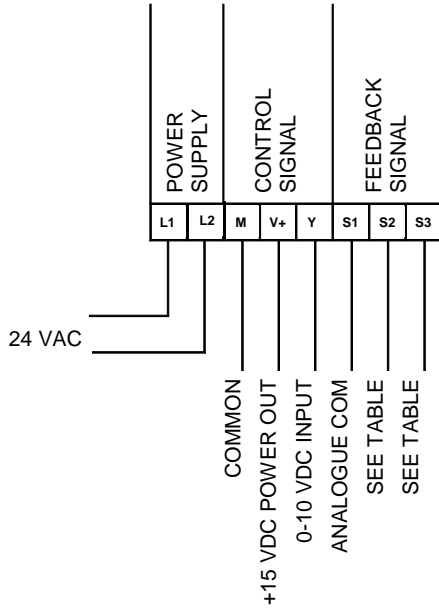 POWER
SUPPLY
CONTROL
SIGNAL
FEEDBACK
SIGNAL
L1 L2 M V+ Y S1 S2 S3
24 VAC
COMMON
+15 VDC POWER OUT
0-10 VDC INPUT
ANALOGUE COM
SEE TABLE
SEE TABLE